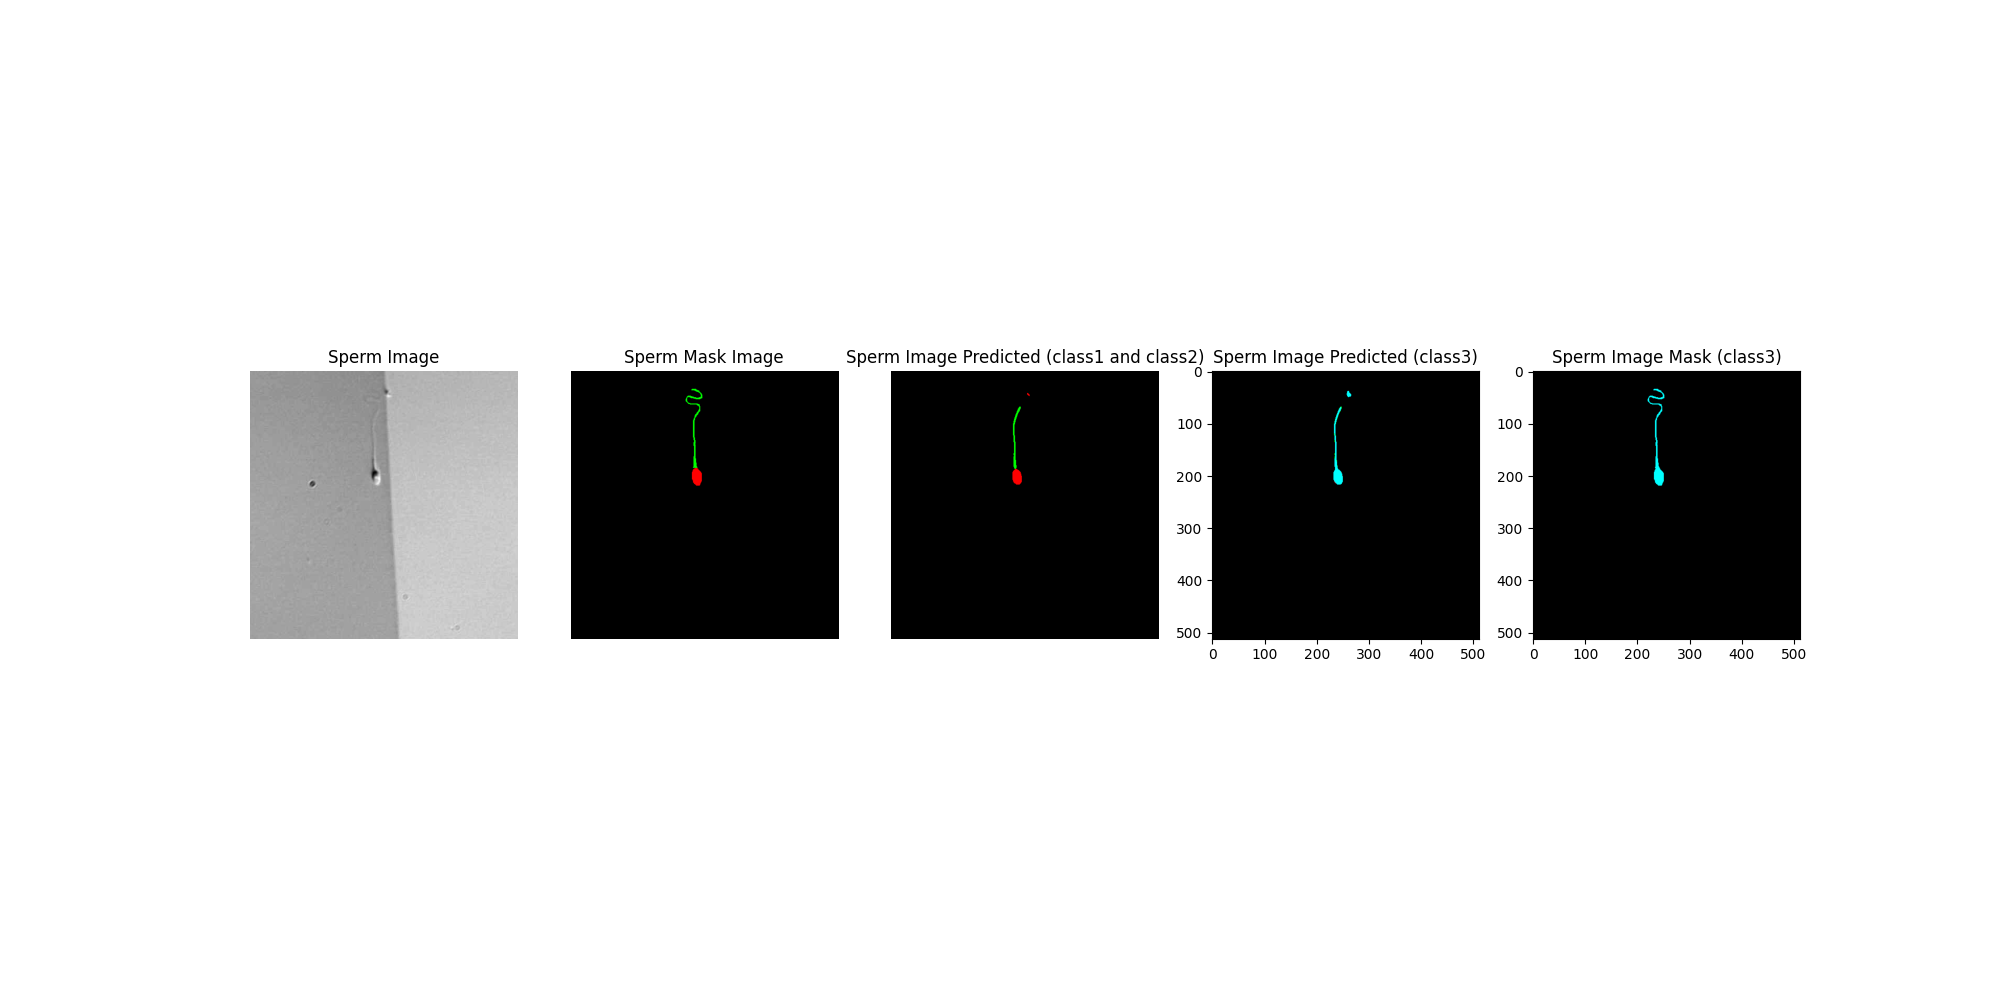 Sperm Image
Sperm Mask Image
Sperm Image Predicted (class1 and class2)
Sperm Image Predicted (class3)
Sperm Image Mask (class3)
0
100
200
300
400
500
0 100 200 300 400 500
0
100
200
300
400
500
0 100 200 300 400 500